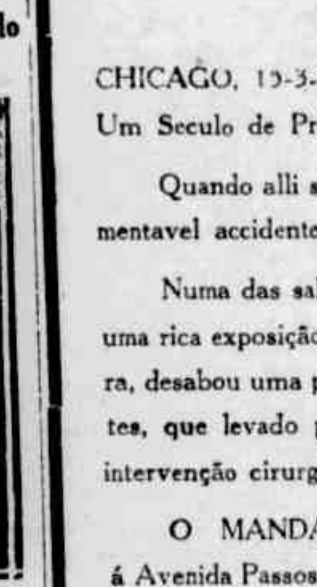 lo
CHICAGO, 15-3-
Um Seculo de Pr
Quando alli s
mentavel accidente
Numa das sal
uma rica exposição
ra, desabou uma p
tes, que levado p
intervenção cirurg
O MANDA
á Avenida Passos